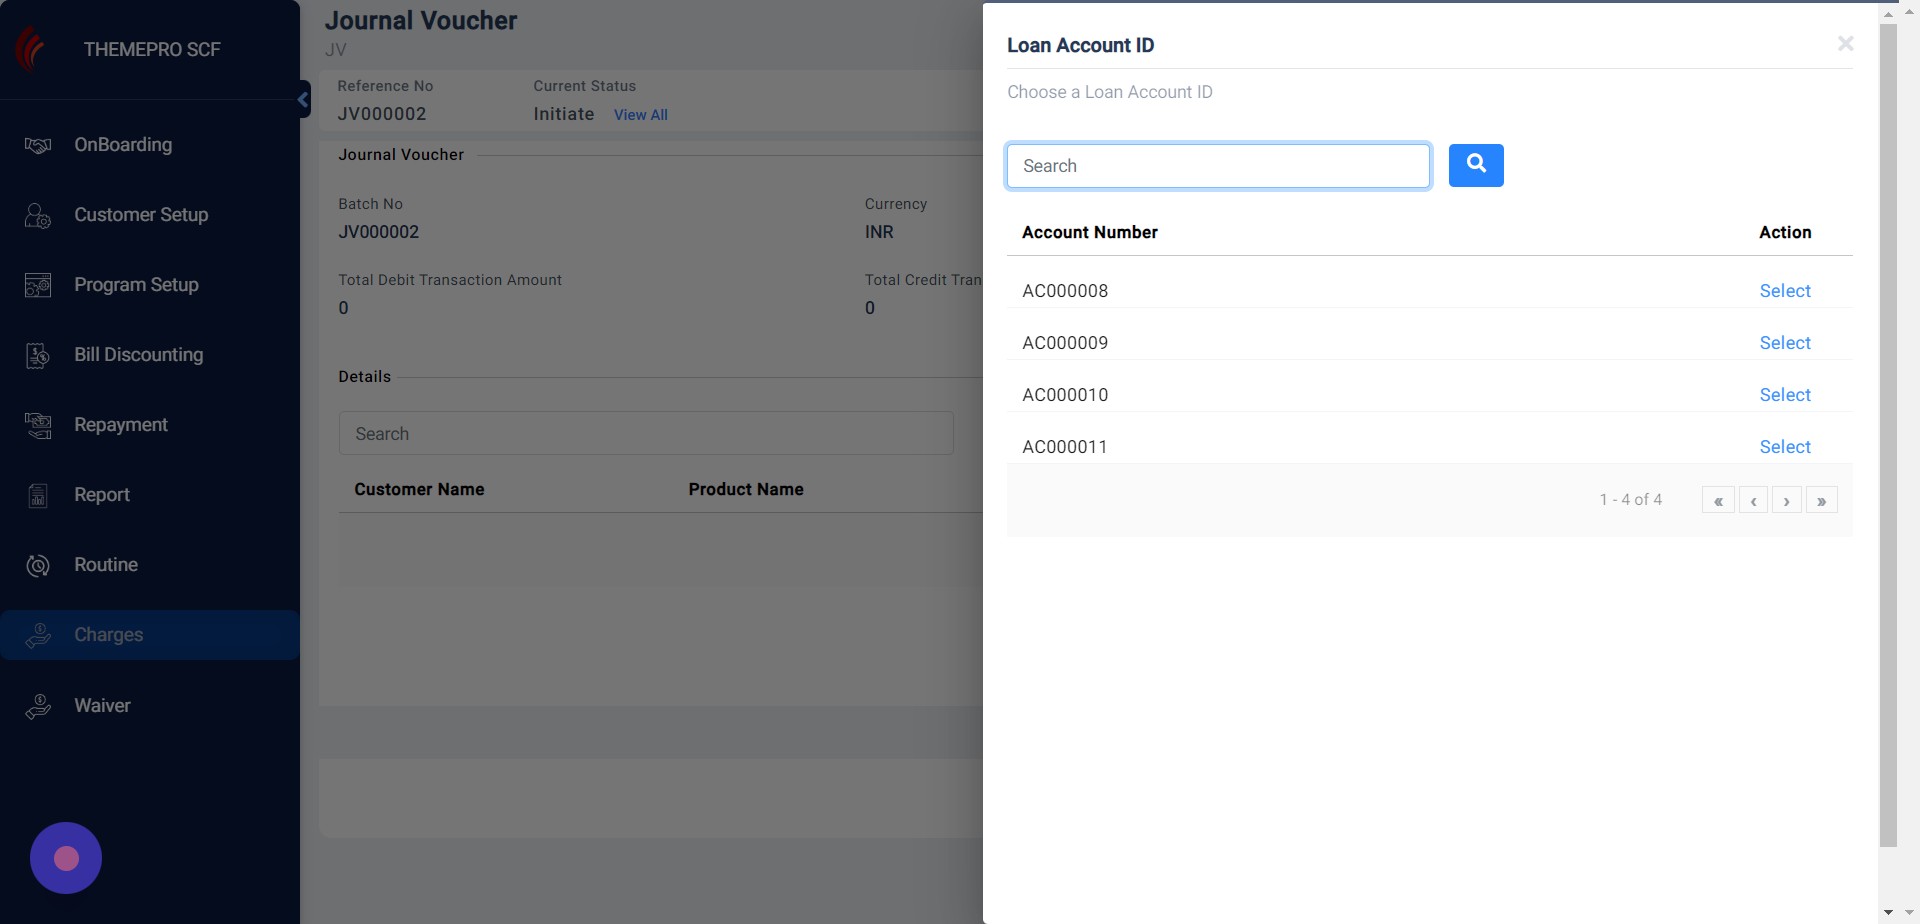 THEMEPRO SCF
OnBoarding
Customer Setup
Program Setup
Bill Discounting
Repayment
Report
Routine
Charges
Waiver
Journal Voucher
JV
Reference No
Current Status
JV000002
Initiate View All
Journal Voucher
Batch No
Currency
JV000002
INR
Total Debit Transaction Amount
Total Credit Tran
0
0
Details
Search
Customer Name
Product Name
Loan Account ID
Choose a Loan Account ID
Search
Account Number
Action
AC000008
Select
AC000009
Select
AC000010
Select
AC000011
Select
1 - 4 of 4
« ‹ › »